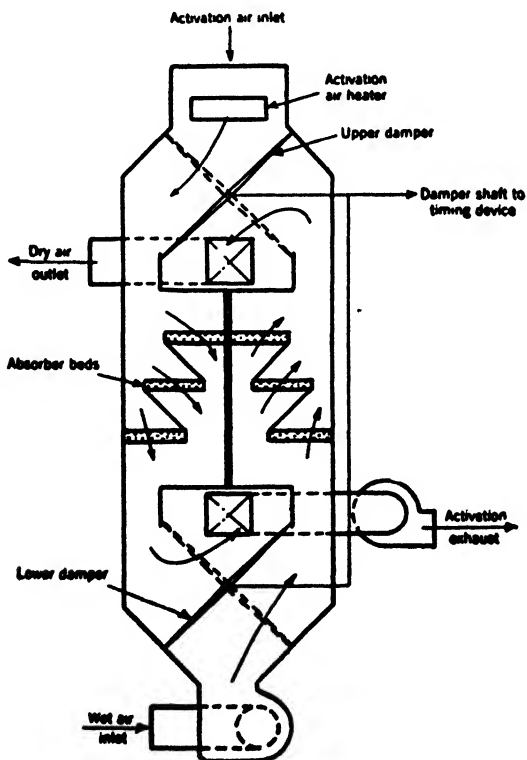 Activation air inlet
Activation
air heater
Upper damper
Damper shaft to
timing device
Dry air
outlet
Absorber beds
Activation
exhaust
Lower damper
Wet air
inlet